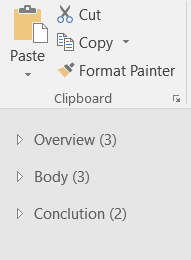 Cut
Copy
Paste
Format Painter
Clipboard
Overview (3)
Body (3)
Conclution (2)